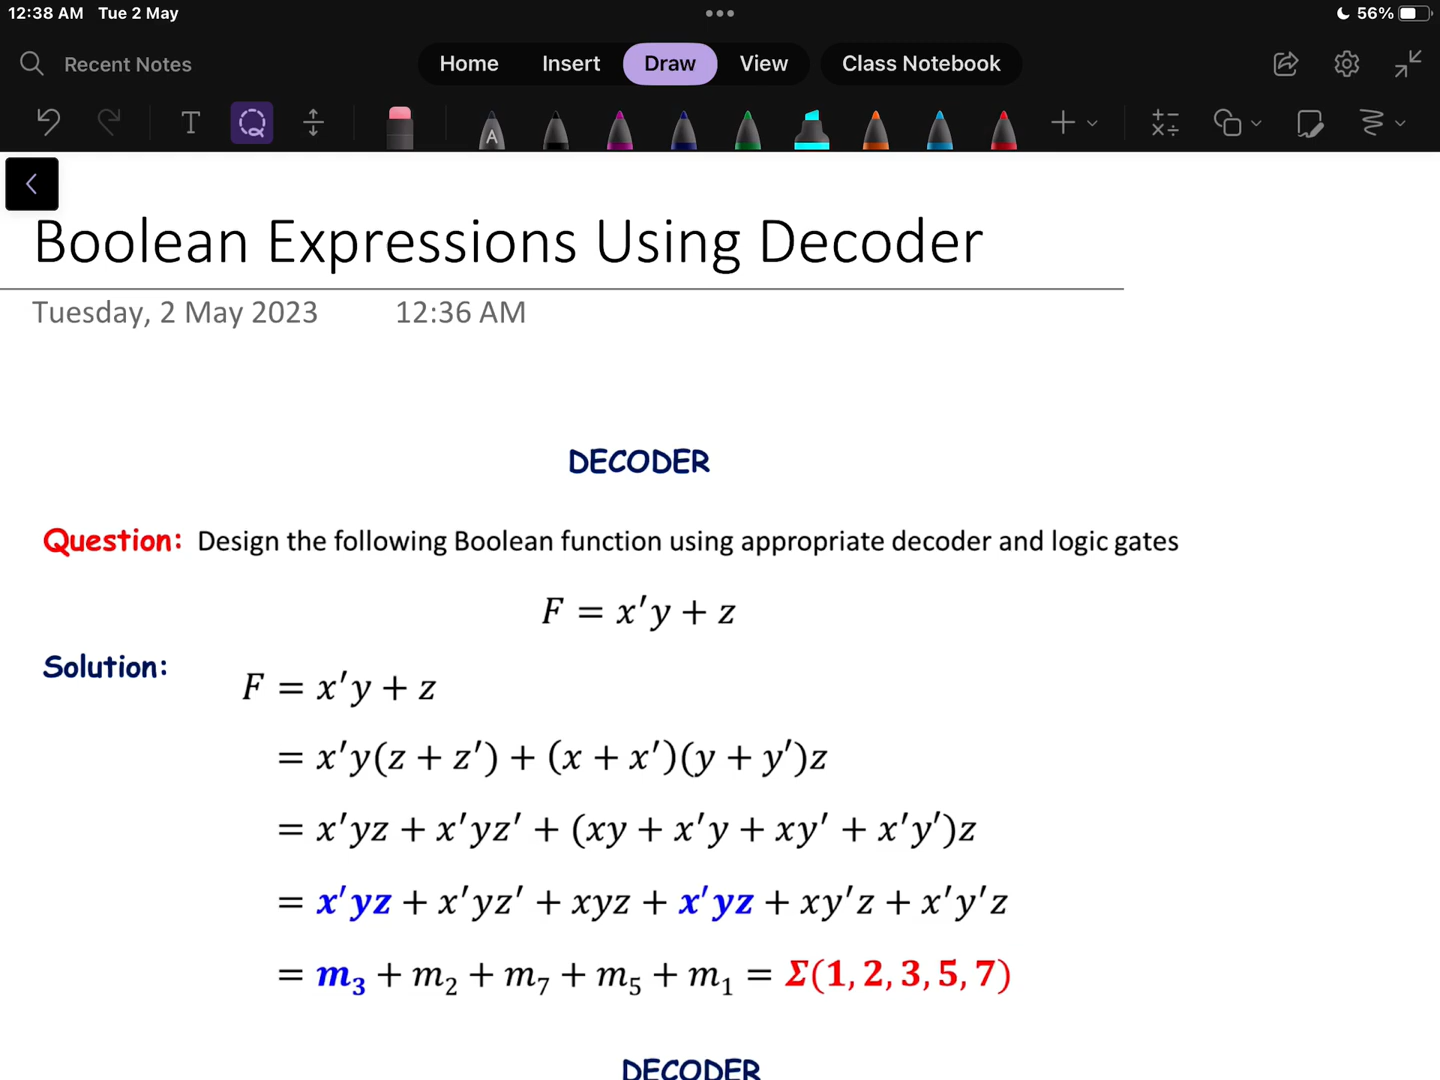 12:38 AM Tue 2 May
56%
Recent Notes
Home Insert Draw View Class Notebook
T
A
Boolean Expressions Using Decoder
Tuesday, 2 May 2023 12:36 AM
DECODER
Question: Design the following Boolean function using appropriate decoder and logic gates
F = x′y + z
Solution:
F = x′y + z
= x′y(z + z′) + (x + x′)(y + y′)z
= x′yz + x′yz′ + (xy + x′y + xy′ + x′y′)z
= x′yz + x′yz′ + xyz + x′yz + xy′z + x′y′z
= m₃ + m₂ + m₇ + m₅ + m₁ = Σ(1, 2, 3, 5, 7)
DECODER